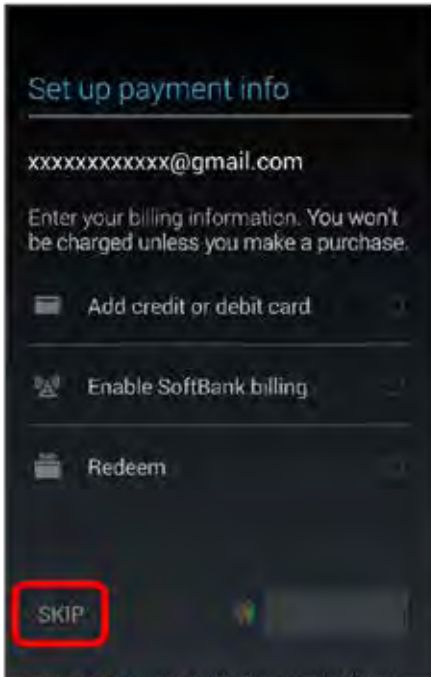 Set up payment info
xxxxxxxxxxxx@gmail.com
Enter your billing information. You won't
be charged unless you make a purchase.
Add credit or debit card
Enable SoftBank billing
Redeem
SKIP